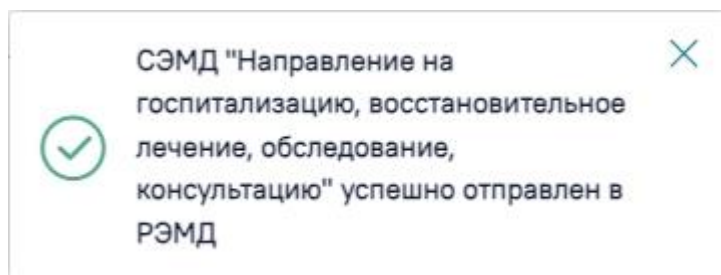 СЭМД "Направление на
госпитализацию, восстановительное
лечение, обследование,
консультацию" успешно отправлен в
РЭМД